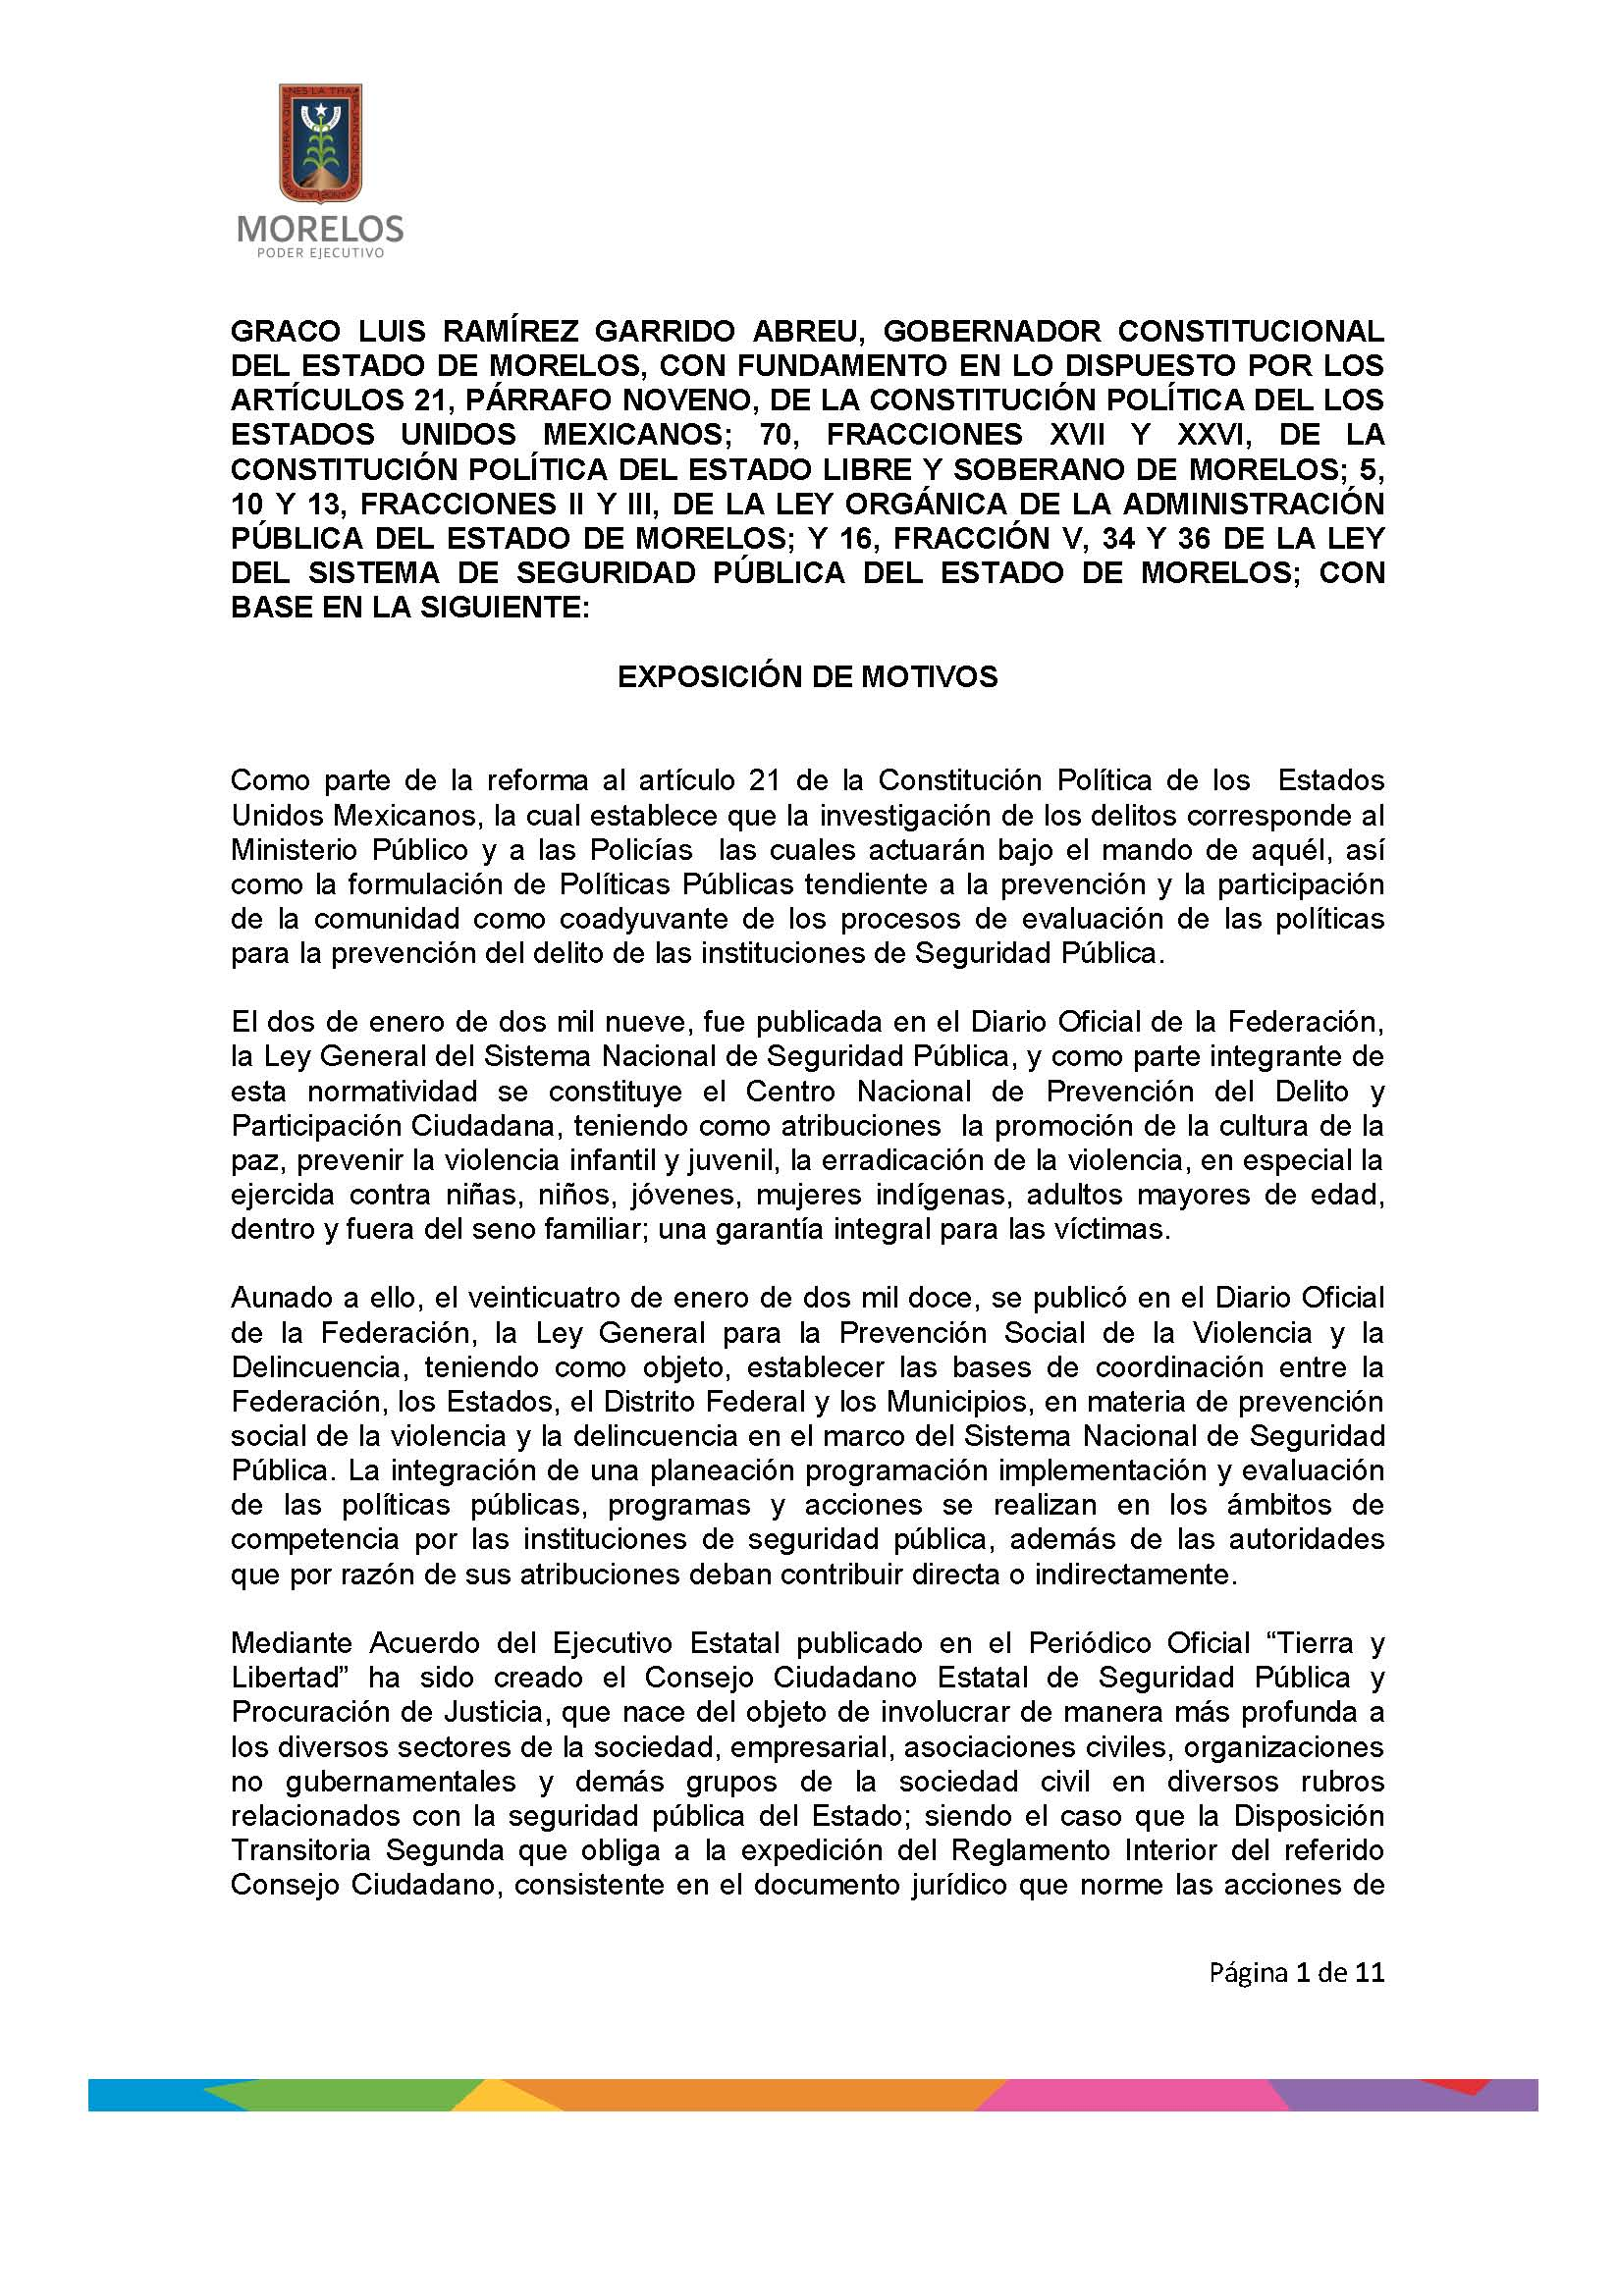 MORELOS
PODER EJECUTIVO
GRACO LUIS RAMÍREZ GARRIDO ABREU, GOBERNADOR CONSTITUCIONAL
DEL ESTADO DE MORELOS, CON FUNDAMENTO EN LO DISPUESTO POR LOS
ARTÍCULOS 21, PÁRRAFO NOVENO, DE LA CONSTITUCIÓN POLÍTICA DEL LOS
ESTADOS UNIDOS MEXICANOS; 70, FRACCIONES XVII Y XXVI, DE LA
CONSTITUCIÓN POLÍTICA DEL ESTADO LIBRE Y SOBERANO DE MORELOS; 5,
10 Y 13, FRACCIONES II Y III, DE LA LEY ORGÁNICA DE LA ADMINISTRACIÓN
PÚBLICA DEL ESTADO DE MORELOS; Y 16, FRACCIÓN V, 34 Y 36 DE LA LEY
DEL SISTEMA DE SEGURIDAD PÚBLICA DEL ESTADO DE MORELOS; CON
BASE EN LA SIGUIENTE:
EXPOSICIÓN DE MOTIVOS
Como parte de la reforma al artículo 21 de la Constitución Política de los Estados
Unidos Mexicanos, la cual establece que la investigación de los delitos corresponde al
Ministerio Público y a las Policías las cuales actuarán bajo el mando de aquél, así
como la formulación de Políticas Públicas tendiente a la prevención y la participación
de la comunidad como coadyuvante de los procesos de evaluación de las políticas
para la prevención del delito de las instituciones de Seguridad Pública.
El dos de enero de dos mil nueve, fue publicada en el Diario Oficial de la Federación,
la Ley General del Sistema Nacional de Seguridad Pública, y como parte integrante de
esta normatividad se constituye el Centro Nacional de Prevención del Delito y
Participación Ciudadana, teniendo como atribuciones la promoción de la cultura de la
paz, prevenir la violencia infantil y juvenil, la erradicación de la violencia, en especial la
ejercida contra niñas, niños, jóvenes, mujeres indígenas, adultos mayores de edad,
dentro y fuera del seno familiar; una garantía integral para las víctimas.
Aunado a ello, el veinticuatro de enero de dos mil doce, se publicó en el Diario Oficial
de la Federación, la Ley General para la Prevención Social de la Violencia y la
Delincuencia, teniendo como objeto, establecer las bases de coordinación entre la
Federación, los Estados, el Distrito Federal y los Municipios, en materia de prevención
social de la violencia y la delincuencia en el marco del Sistema Nacional de Seguridad
Pública. La integración de una planeación programación implementación y evaluación
de las políticas públicas, programas y acciones se realizan en los ámbitos de
competencia por las instituciones de seguridad pública, además de las autoridades
que por razón de sus atribuciones deban contribuir directa o indirectamente.
Mediante Acuerdo del Ejecutivo Estatal publicado en el Periódico Oficial “Tierra y
Libertad” ha sido creado el Consejo Ciudadano Estatal de Seguridad Pública y
Procuración de Justicia, que nace del objeto de involucrar de manera más profunda a
los diversos sectores de la sociedad, empresarial, asociaciones civiles, organizaciones
no gubernamentales y demás grupos de la sociedad civil en diversos rubros
relacionados con la seguridad pública del Estado; siendo el caso que la Disposición
Transitoria Segunda que obliga a la expedición del Reglamento Interior del referido
Consejo Ciudadano, consistente en el documento jurídico que norme las acciones de
Página 1 de 11